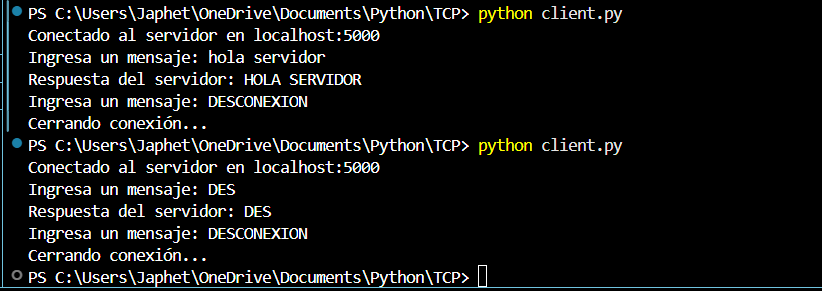 PS C:\Users\Japhet\OneDrive\Documents\Python\TCP> python client.py
Conectado al servidor en localhost:5000
Ingresa un mensaje: hola servidor
Respuesta del servidor: HOLA SERVIDOR
Ingresa un mensaje: DESCONEXION
Cerrando conexión...
PS C:\Users\Japhet\OneDrive\Documents\Python\TCP> python client.py
Conectado al servidor en localhost:5000
Ingresa un mensaje: DES
Respuesta del servidor: DES
Ingresa un mensaje: DESCONEXION
Cerrando conexión...
PS C:\Users\Japhet\OneDrive\Documents\Python\TCP>